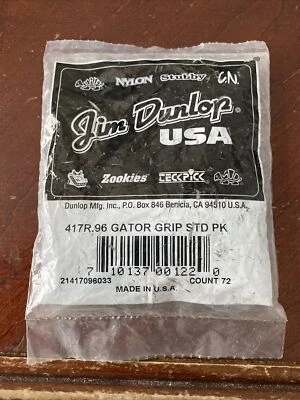 NYLON Stubby C.N.
Jim Dunlop®
USA
Zookies TECKPICK
Dunlop Mfg. Inc., P.O. Box 846 Benicia, CA 94510 U.S.A.
417R.96 GATOR GRIP STD PK
7 10137 00122 0
21417096033 COUNT 72
MADE IN U.S.A.